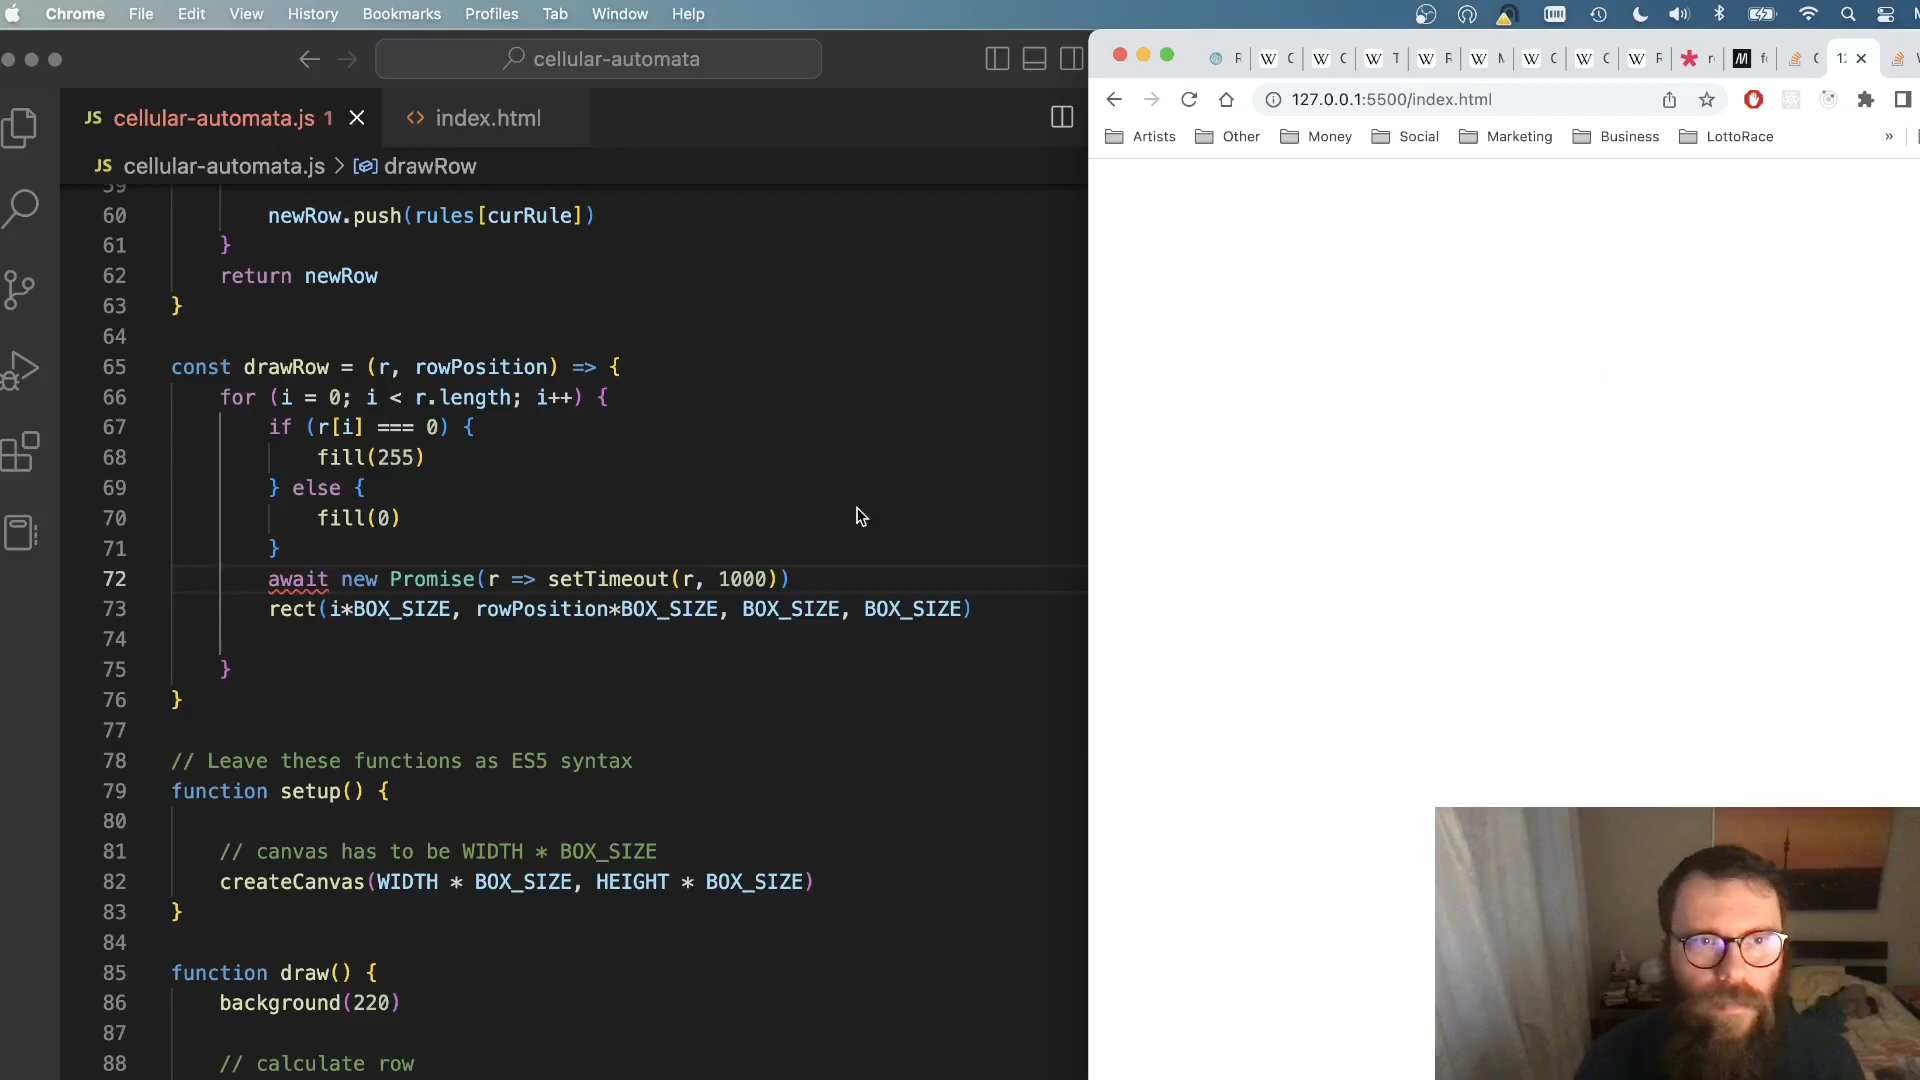 Chrome File Edit View History Bookmarks Profiles Tab Window Help
cellular-automata
JS cellular-automata.js 1 index.html
JS cellular-automata.js > drawRow
59
60 newRow.push(rules[curRule])
61 }
62 return newRow
63 }
64
65 const drawRow = (r, rowPosition) => {
66 for (i = 0; i < r.length; i++) {
67 if (r[i] === 0) {
68 fill(255)
69 } else {
70 fill(0)
71 }
72 await new Promise(r => setTimeout(r, 1000))
73 rect(i*BOX_SIZE, rowPosition*BOX_SIZE, BOX_SIZE, BOX_SIZE)
74
75 }
76 }
77
78 // Leave these functions as ES5 syntax
79 function setup() {
80
81 // canvas has to be WIDTH * BOX_SIZE
82 createCanvas(WIDTH * BOX_SIZE, HEIGHT * BOX_SIZE)
83 }
84
85 function draw() {
86 background(220)
87
88 // calculate row
127.0.0.1:5500/index.html
Artists Other Money Social Marketing Business LottoRace »